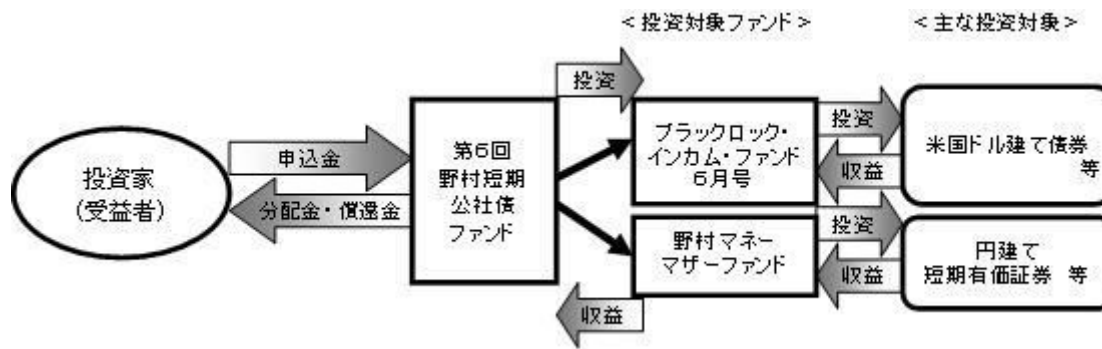 ＜投資対象ファンド＞
＜主な投資対象＞
投資家
(受益者)
申込金
分配金・償還金
第6回
野村短期
公社債
ファンド
投資
収益
ブラックロック・
インカム・ファンド
6月号
野村マネー
マザーファンド
投資
収益
投資
収益
米国ドル建て債券
等
円建て
短期有価証券　等